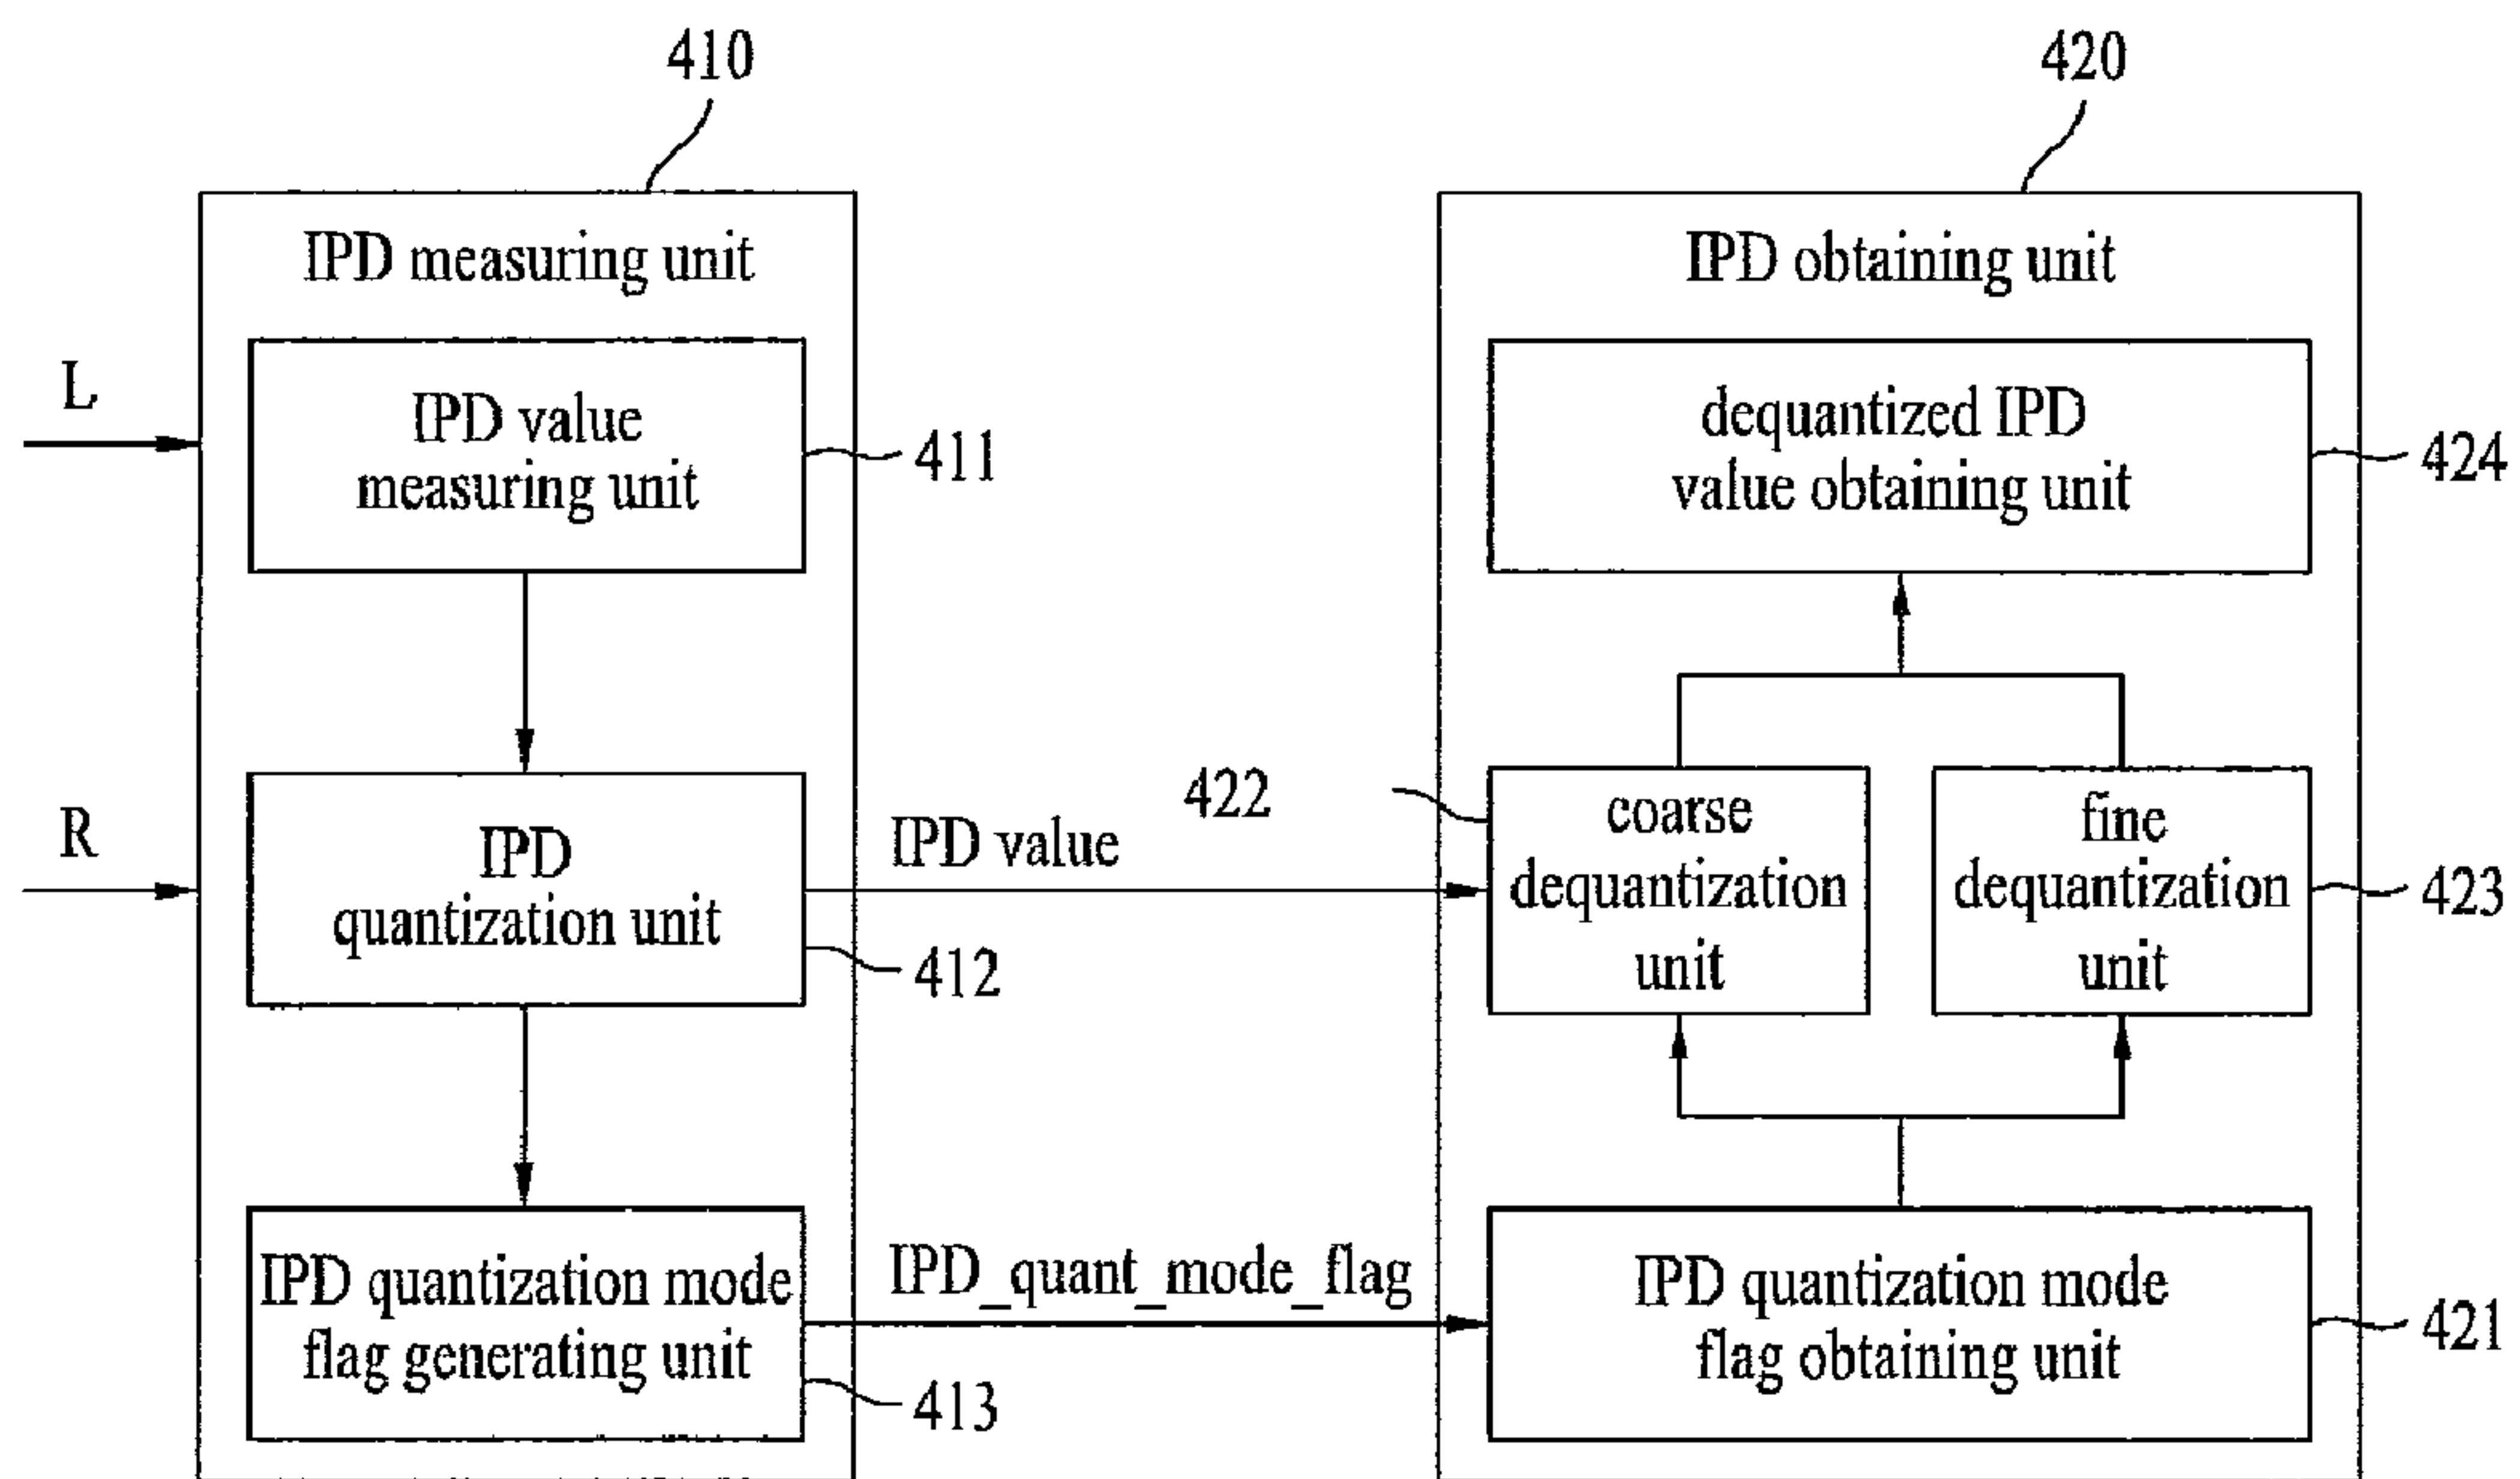 410
420
IPD measuring unit
IPD obtaining unit
L
IPD value
measuring unit
411
dequantized IPD
value obtaining unit
424
R
IPD
quantization unit
412
IPD value
422
coarse
dequantization
unit
fine
dequantization
unit
423
IPD quantization mode
flag generating unit
413
IPD_quant_mode_flag
IPD quantization mode
flag obtaining unit
421